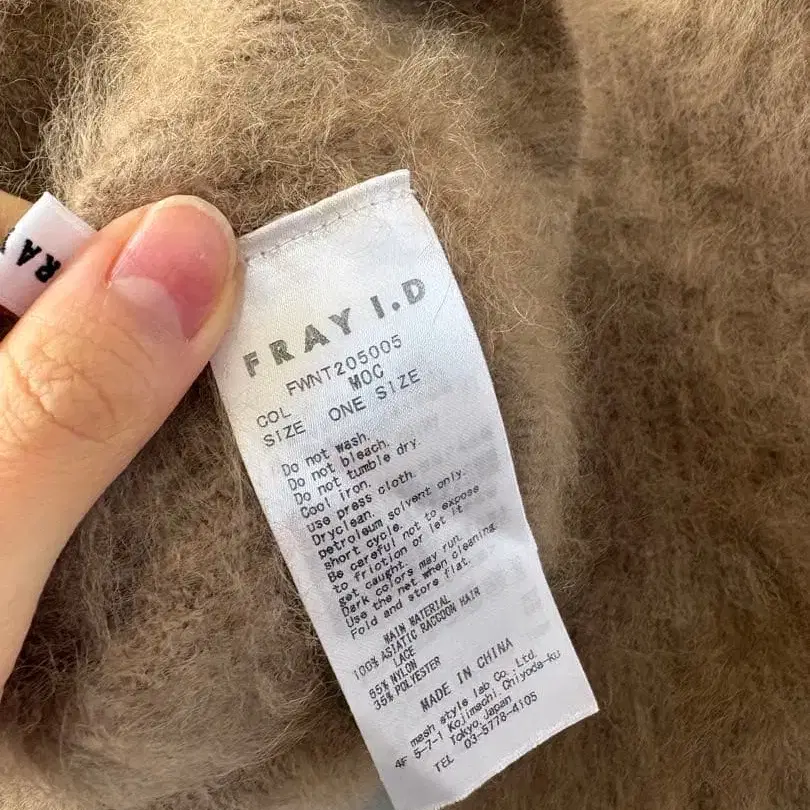 RA
FRAY I.D
FWNT205005
COL MOC
SIZE ONE SIZE
Do not wash.
Do not bleach.
Do not tumble dry.
Cool iron.
use press cloth.
Dryclean.
petroleum solvent only.
short cycle.
Be careful not to expose
to friction or let it
get caught.
Dark colors may run.
Use the net when cleaning.
Fold and store flat.
MAIN MATERIAL
100% ASIATIC RACCOON HAIR
LACE
65% NYLON
35% POLYESTER
MADE IN CHINA
mash style lab Co.,Ltd.
4F 5-7-1 Kojimachi,Chiyoda-ku
Tokyo,Japan
TEL 03-5778-4105